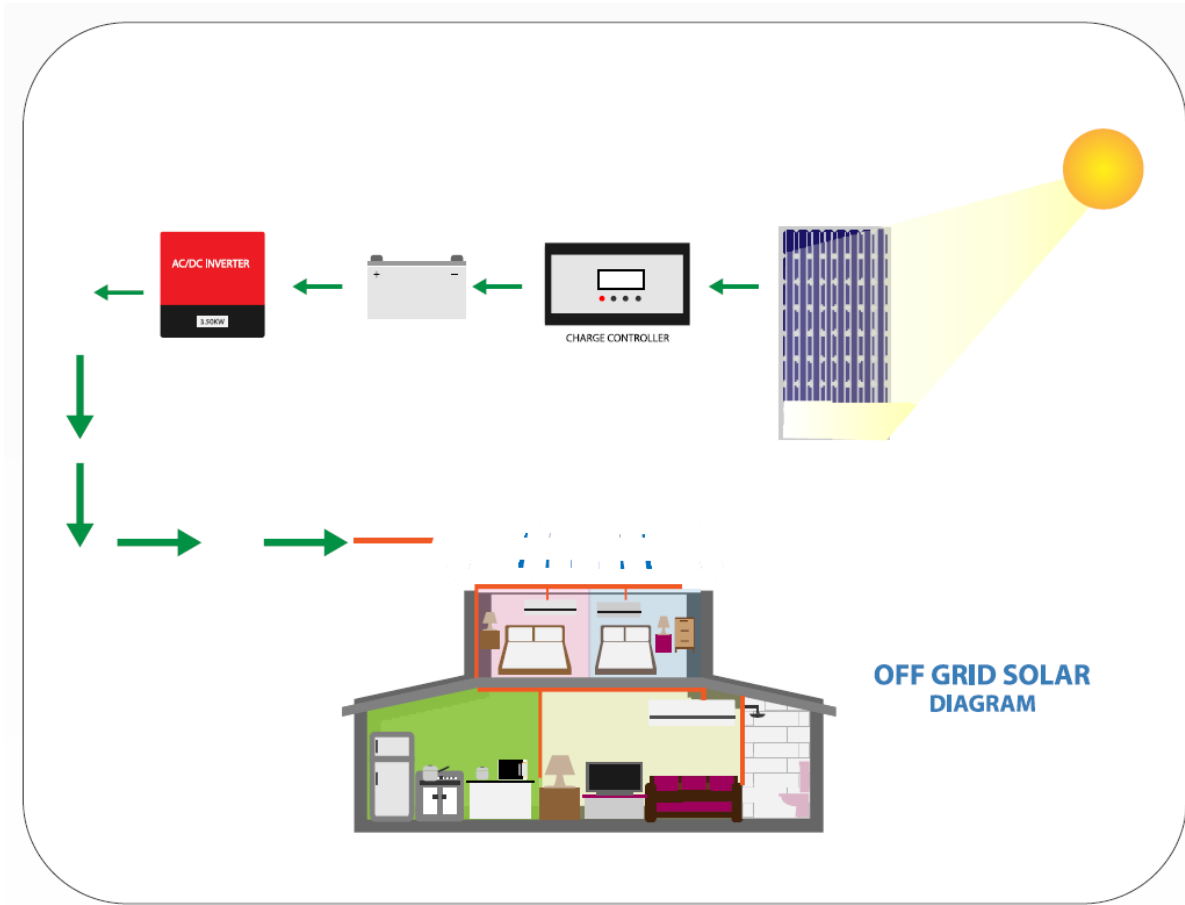 AC/DC INVERTER
3.50KW
+ −
CHARGE CONTROLLER
OFF GRID SOLAR
DIAGRAM